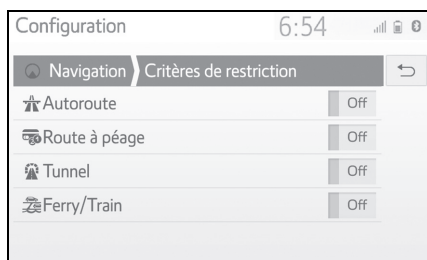 Configuration 6:54
Navigation Critères de restriction
Autoroute Off
Route à péage Off
Tunnel Off
Ferry/Train Off